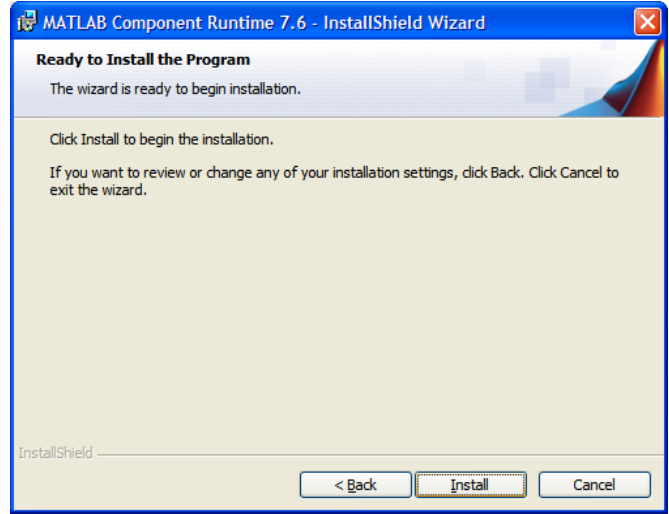 MATLAB Component Runtime 7.6 - InstallShield Wizard
Ready to Install the Program
The wizard is ready to begin installation.
Click Install to begin the installation.
If you want to review or change any of your installation settings, click Back. Click Cancel to
exit the wizard.
InstallShield
< Back Install Cancel